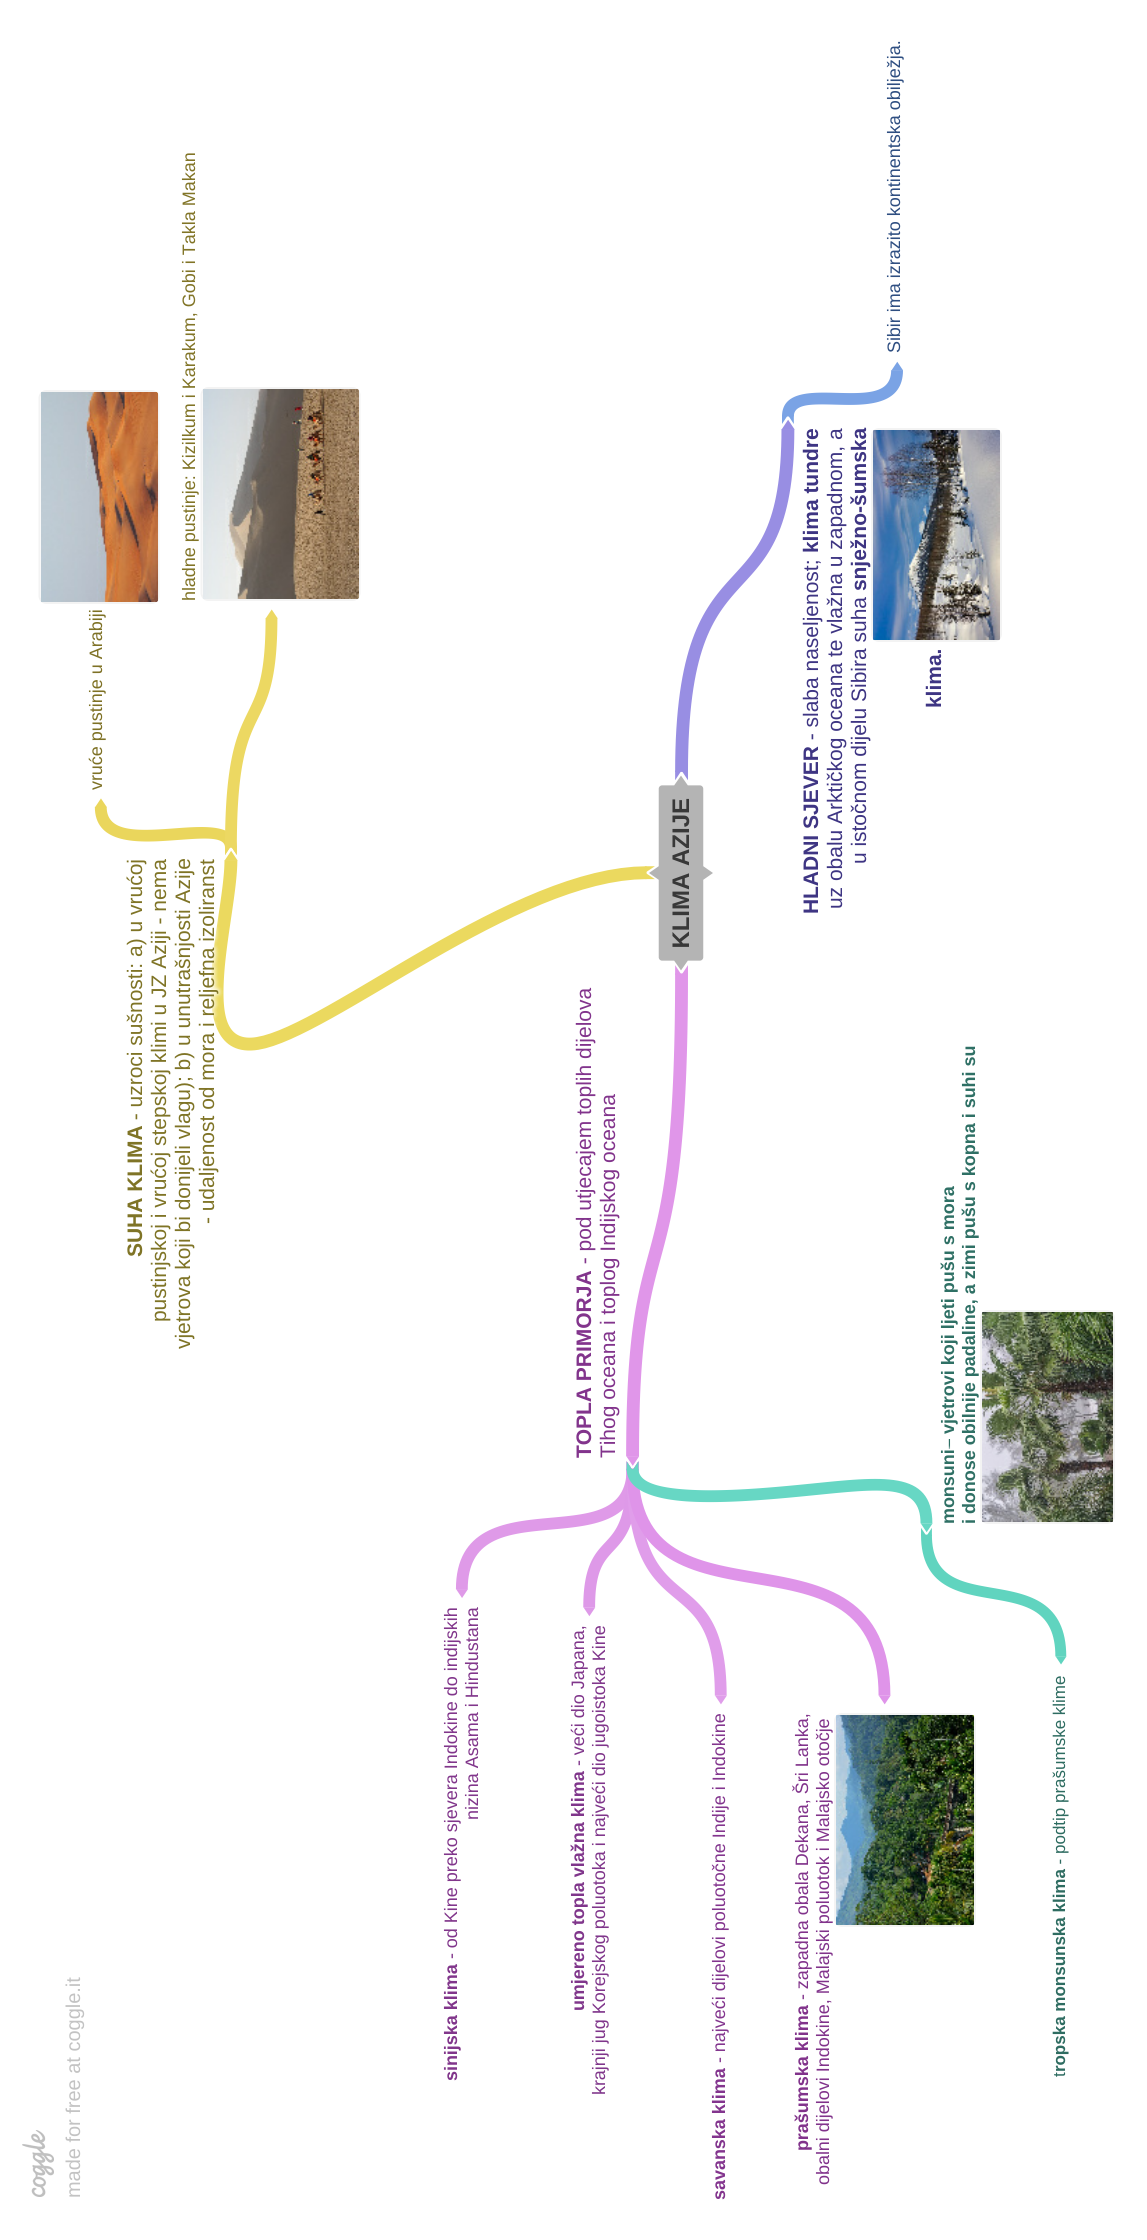 coggle
made for free at coggle.it
KLIMA AZIJE
SUHA KLIMA - uzroci sušnosti: a) u vrućoj
pustinjskoj i vrućoj stepskoj klimi u JZ Aziji - nema
vjetrova koji bi donijeli vlagu); b) u unutrašnjosti Azije
- udaljenost od mora i reljefna izoliranst
vruće pustinje u Arabiji
hladne pustinje: Kizilkum i Karakum, Gobi i Takla Makan
HLADNI SJEVER - slaba naseljenost; klima tundre
uz obalu Arktičkog oceana te vlažna u zapadnom, a
u istočnom dijelu Sibira suha snježno-šumska
klima.
Sibir ima izrazito kontinentska obilježja.
TOPLA PRIMORJA - pod utjecajem toplih dijelova
Tihog oceana i toplog Indijskog oceana
sinijska klima - od Kine preko sjevera Indokine do indijskih
nizina Asama i Hindustana
umjereno topla vlažna klima - veći dio Japana,
krajnji jug Korejskog poluotoka i najveći dio jugoistoka Kine
savanska klima - najveći dijelovi poluotočne Indije i Indokine
prašumska klima - zapadna obala Dekana, Šri Lanka,
obalni dijelovi Indokine, Malajski poluotok i Malajsko otočje
monsuni– vjetrovi koji ljeti pušu s mora
i donose obilnije padaline, a zimi pušu s kopna i suhi su
tropska monsunska klima - podtip prašumske klime